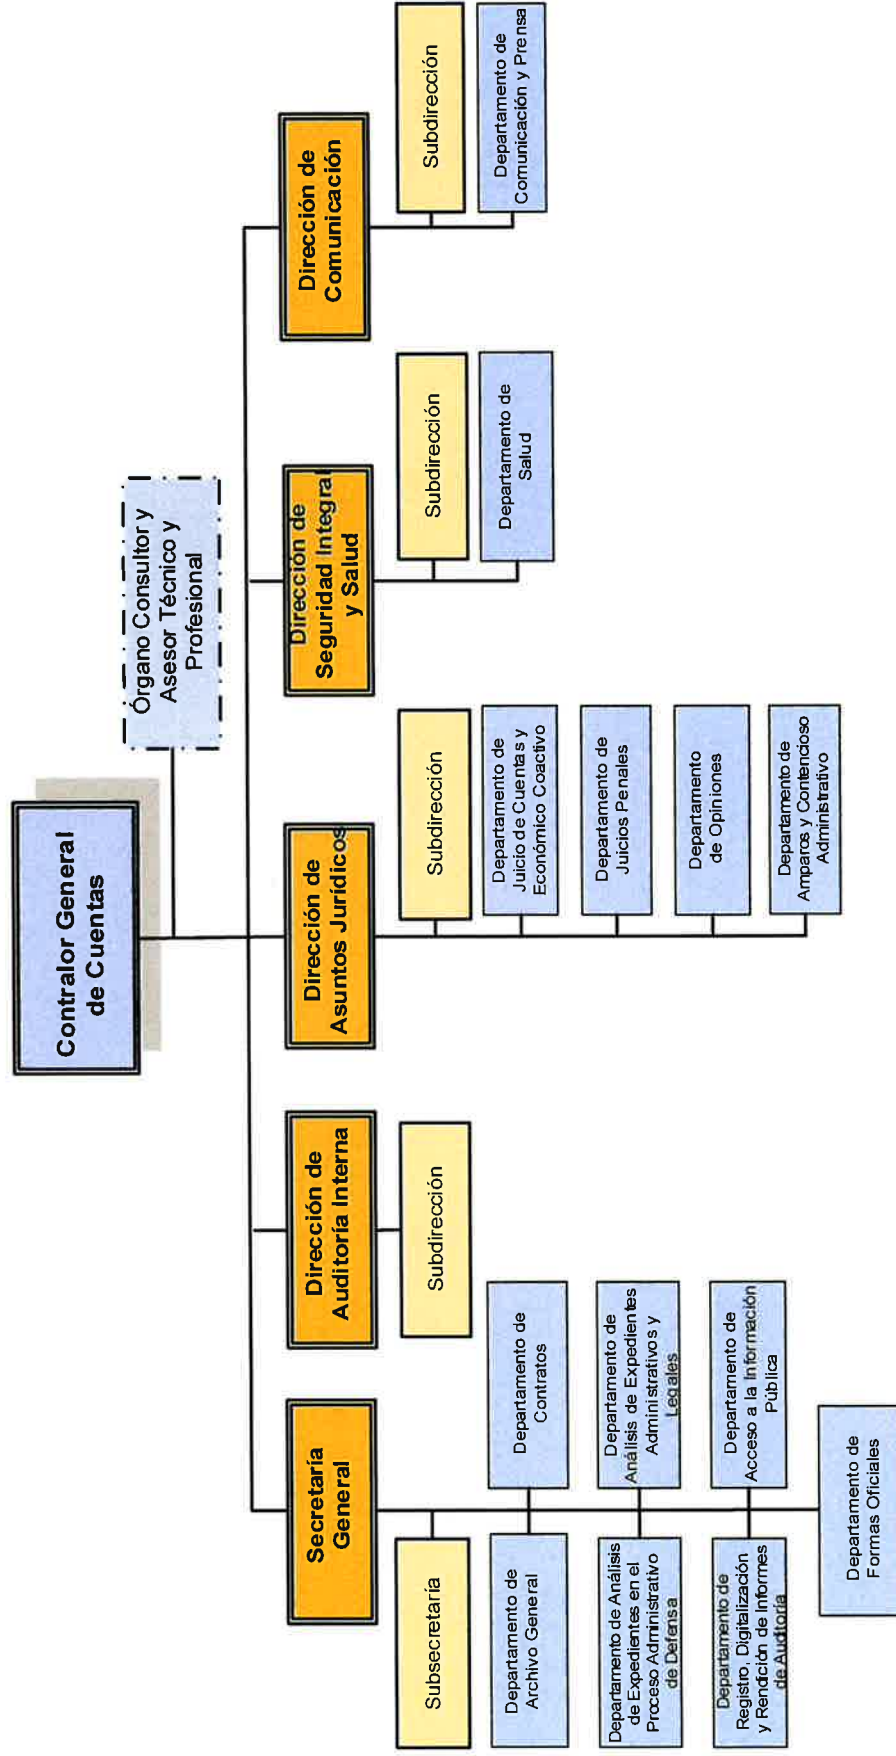 Contralor General
de Cuentas
Órgano Consultor y
Asesor Técnico y
Profesional
Secretaría
General
Dirección de
Auditoría Interna
Dirección de
Asuntos Jurídicos
Dirección de
Seguridad Integral
y Salud
Dirección de
Comunicación
Subsecretaría
Departamento de
Archivo General
Departamento de
Contratos
Departamento de Análisis
de Expedientes en el
Proceso Administrativo
de Defensa
Departamento de
Análisis de Expedientes
Administrativos y
Legales
Departamento de
Registro, Digitalización
y Rendición de Informes
de Auditoría
Departamento de
Acceso a la Información
Pública
Departamento de
Formas Oficiales
Subdirección
Subdirección
Departamento de
Juicio de Cuentas y
Económico Coactivo
Departamento de
Juicios Penales
Departamento
de Opiniones
Departamento de
Amparos y Contencioso
Administrativo
Subdirección
Departamento de
Salud
Subdirección
Departamento de
Comunicación y Prensa